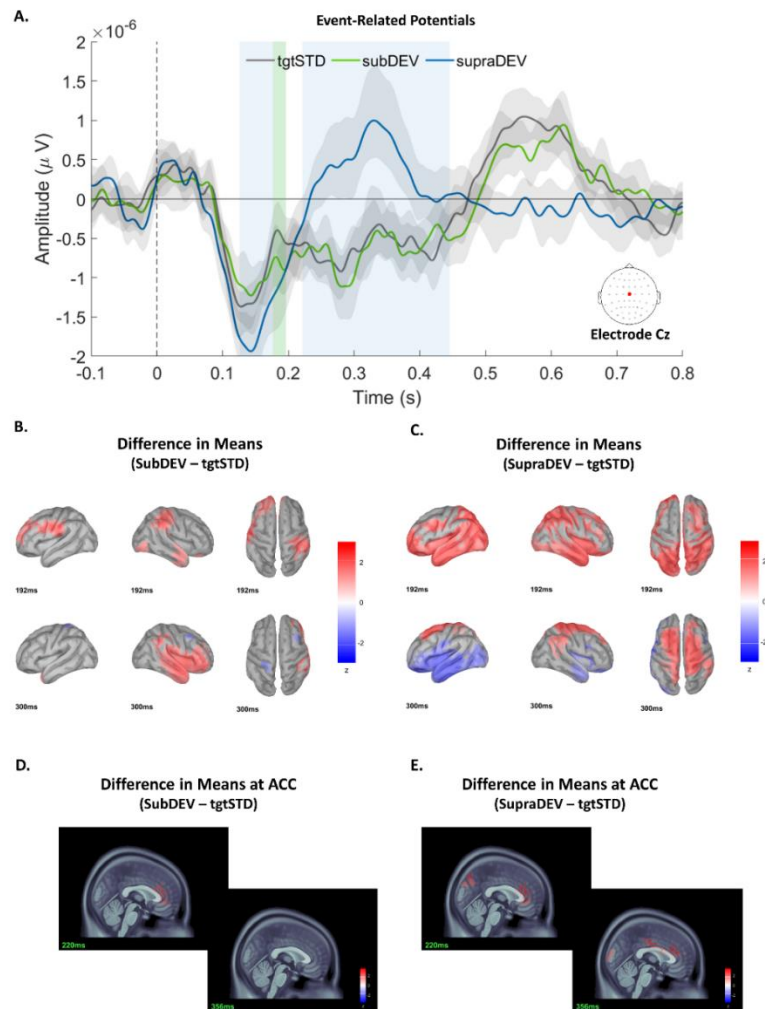 A.
Event-Related Potentials
×10⁻⁶
tgtSTD subDEV supraDEV
2
1.5
1
0.5
0
-0.5
-1
-1.5
-2
Amplitude (μ V)
Electrode Cz
-0.1 0 0.1 0.2 0.3 0.4 0.5 0.6 0.7 0.8
Time (s)
B.
Difference in Means
(SubDEV – tgtSTD)
192ms 192ms 192ms
300ms 300ms 300ms
2
0
-2
z
C.
Difference in Means
(SupraDEV – tgtSTD)
192ms 192ms 192ms
300ms 300ms 300ms
2
0
-2
z
D.
Difference in Means at ACC
(SubDEV – tgtSTD)
220ms
356ms
E.
Difference in Means at ACC
(SupraDEV – tgtSTD)
220ms
356ms